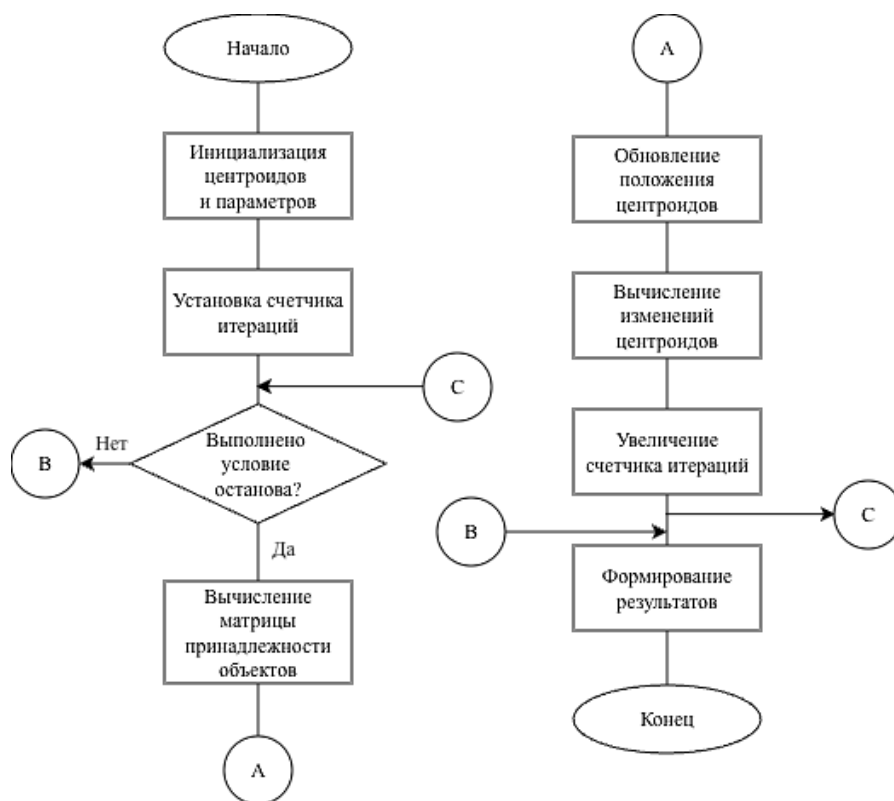 Начало
Инициализация
центроидов
и параметров
Установка счетчика
итераций
C
Выполнено
условие
останова?
Нет
B
Да
Вычисление
матрицы
принадлежности
объектов
A
A
Обновление
положения
центроидов
Вычисление
изменений
центроидов
Увеличение
счетчика итераций
C
B
Формирование
результатов
Конец